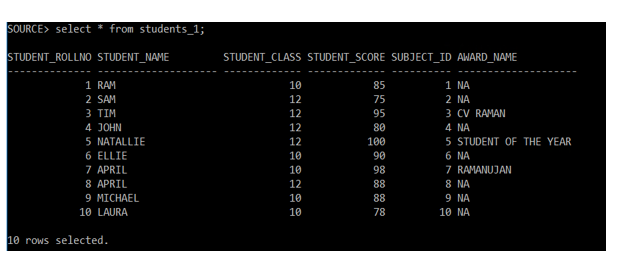 SOURCE> select * from students_1;
STUDENT_ROLLNO STUDENT_NAME         STUDENT_CLASS STUDENT_SCORE SUBJECT_ID AWARD_NAME
-------------- -------------------- ------------- ------------- ---------- --------------------
             1 RAM                             10            85          1 NA
             2 SAM                             12            75          2 NA
             3 TIM                             12            95          3 CV RAMAN
             4 JOHN                            12            80          4 NA
             5 NATALLIE                        12           100          5 STUDENT OF THE YEAR
             6 ELLIE                           10            90          6 NA
             7 APRIL                           10            98          7 RAMANUJAN
             8 APRIL                           12            88          8 NA
             9 MICHAEL                         10            88          9 NA
            10 LAURA                           10            78         10 NA
10 rows selected.